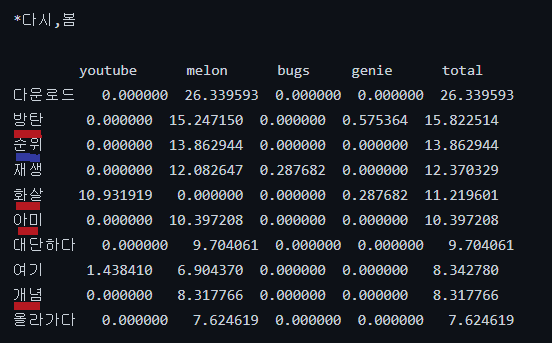 *다시,봄
youtube melon bugs genie total
다운로드 0.000000 26.339593 0.000000 0.000000 26.339593
방탄 0.000000 15.247150 0.000000 0.575364 15.822514
순위 0.000000 13.862944 0.000000 0.000000 13.862944
재생 0.000000 12.082647 0.287682 0.000000 12.370329
화살 10.931919 0.000000 0.000000 0.287682 11.219601
아미 0.000000 10.397208 0.000000 0.000000 10.397208
대단하다 0.000000 9.704061 0.000000 0.000000 9.704061
여기 1.438410 6.904370 0.000000 0.000000 8.342780
개념 0.000000 8.317766 0.000000 0.000000 8.317766
올라가다 0.000000 7.624619 0.000000 0.000000 7.624619